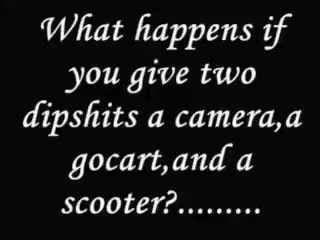 What happens if
you give two
dipshits a camera,a
gocart,and a
scooter?.........